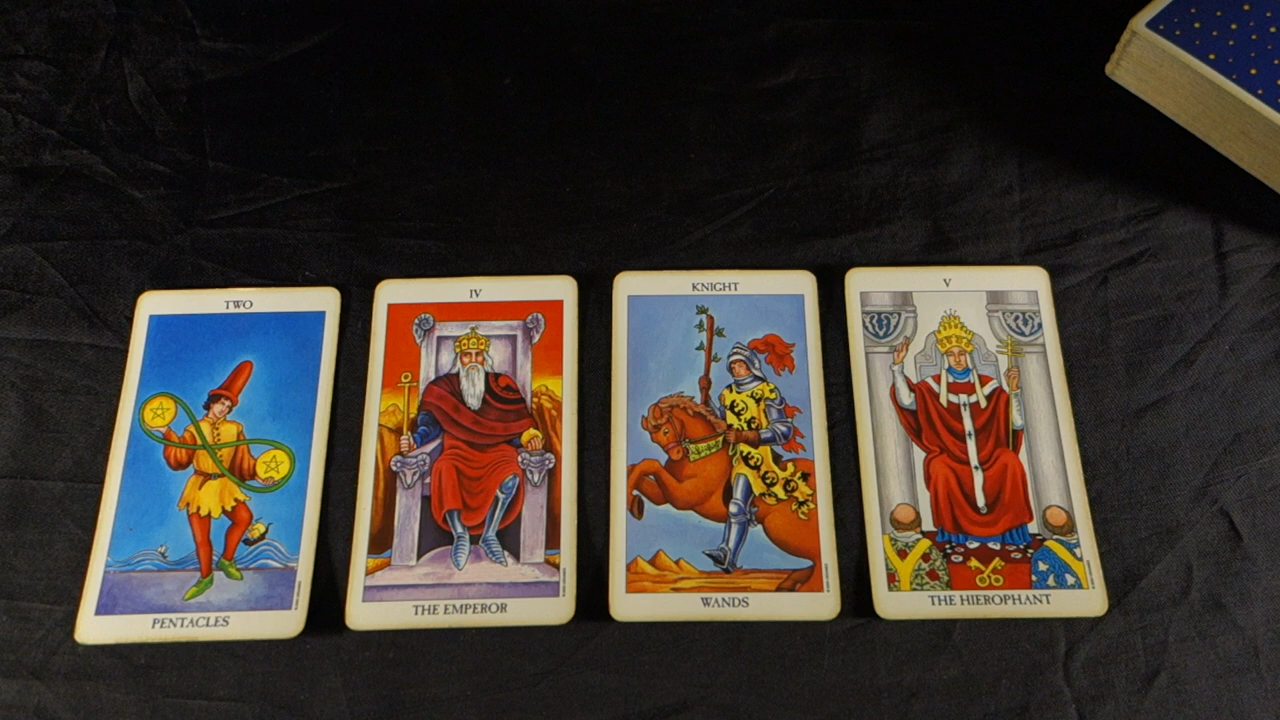 TWO
PENTACLES
IV
THE EMPEROR
KNIGHT
WANDS
V
THE HIEROPHANT